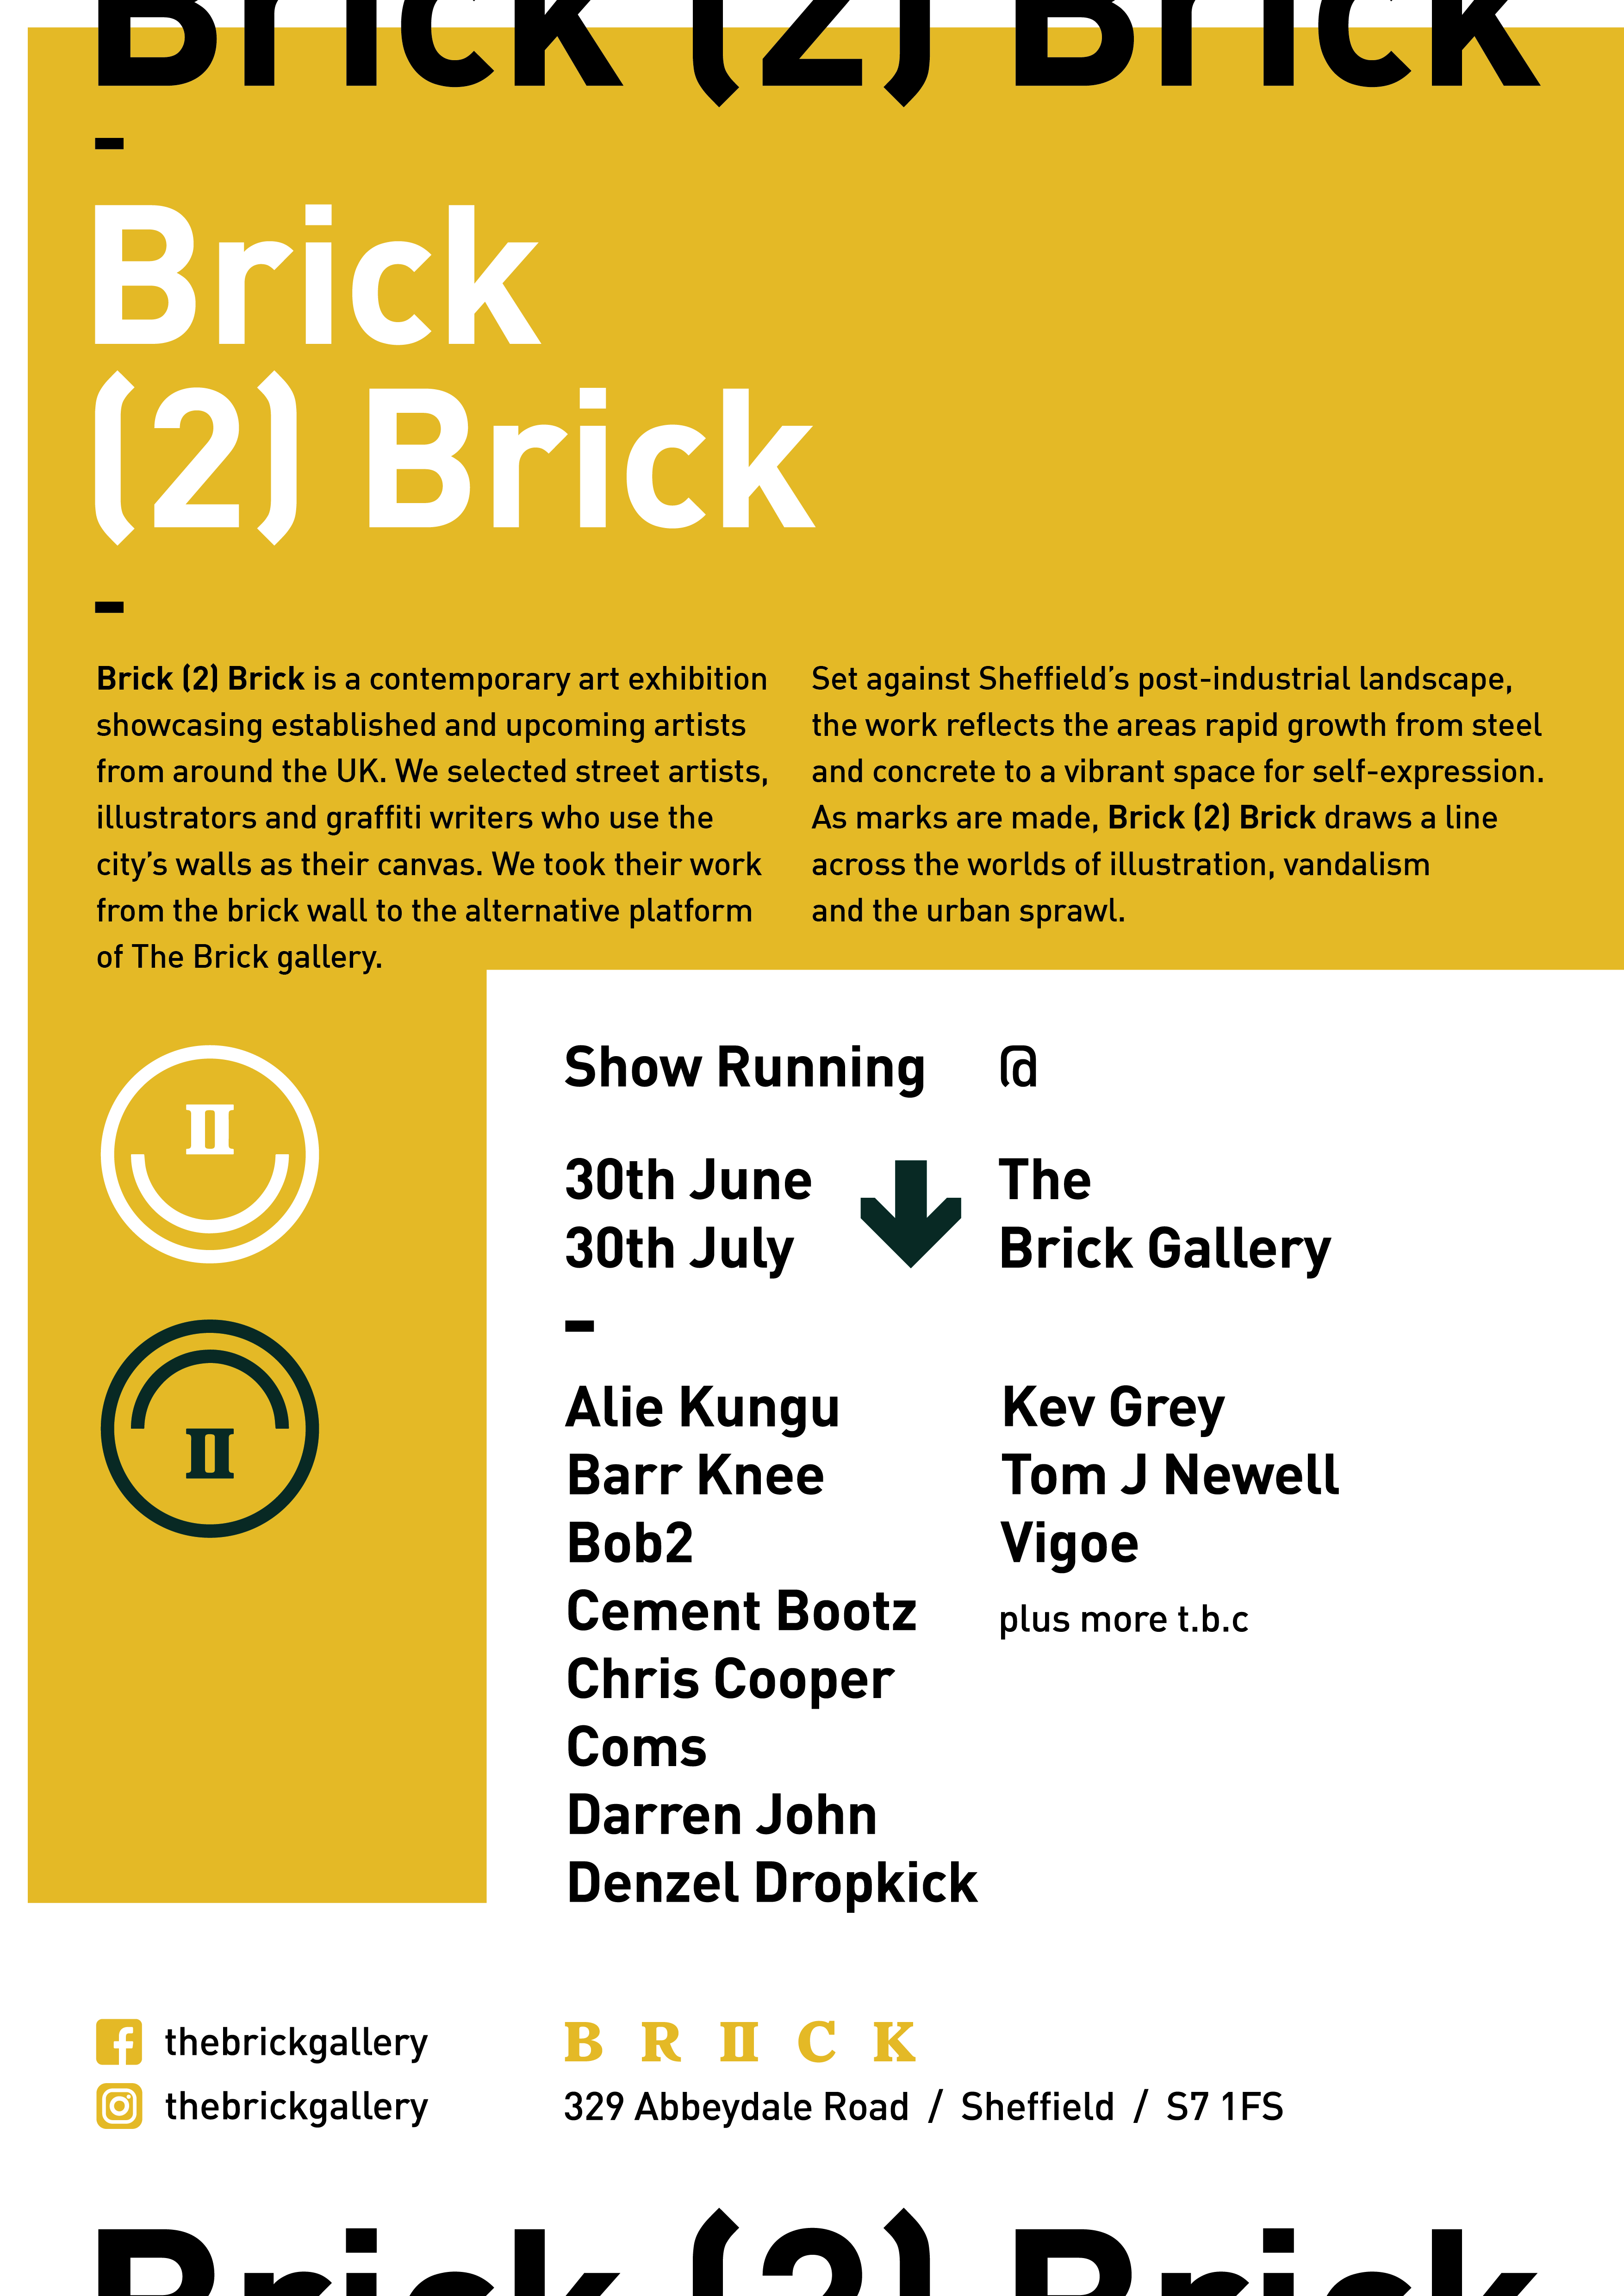 Brick (2) Brick
-
Brick
(2) Brick
-
Brick (2) Brick is a contemporary art exhibition
showcasing established and upcoming artists
from around the UK. We selected street artists,
illustrators and graffiti writers who use the
city’s walls as their canvas. We took their work
from the brick wall to the alternative platform
of The Brick gallery.
Set against Sheffield’s post-industrial landscape,
the work reflects the areas rapid growth from steel
and concrete to a vibrant space for self-expression.
As marks are made, Brick (2) Brick draws a line
across the worlds of illustration, vandalism
and the urban sprawl.
II
II
Show Running
30th June
30th July
@
The
Brick Gallery
-
Alie Kungu
Barr Knee
Bob2
Cement Bootz
Chris Cooper
Coms
Darren John
Denzel Dropkick
Kev Grey
Tom J Newell
Vigoe
plus more t.b.c
thebrickgallery
thebrickgallery
B R II C K
329 Abbeydale Road / Sheffield / S7 1FS
Brick (2) Brick